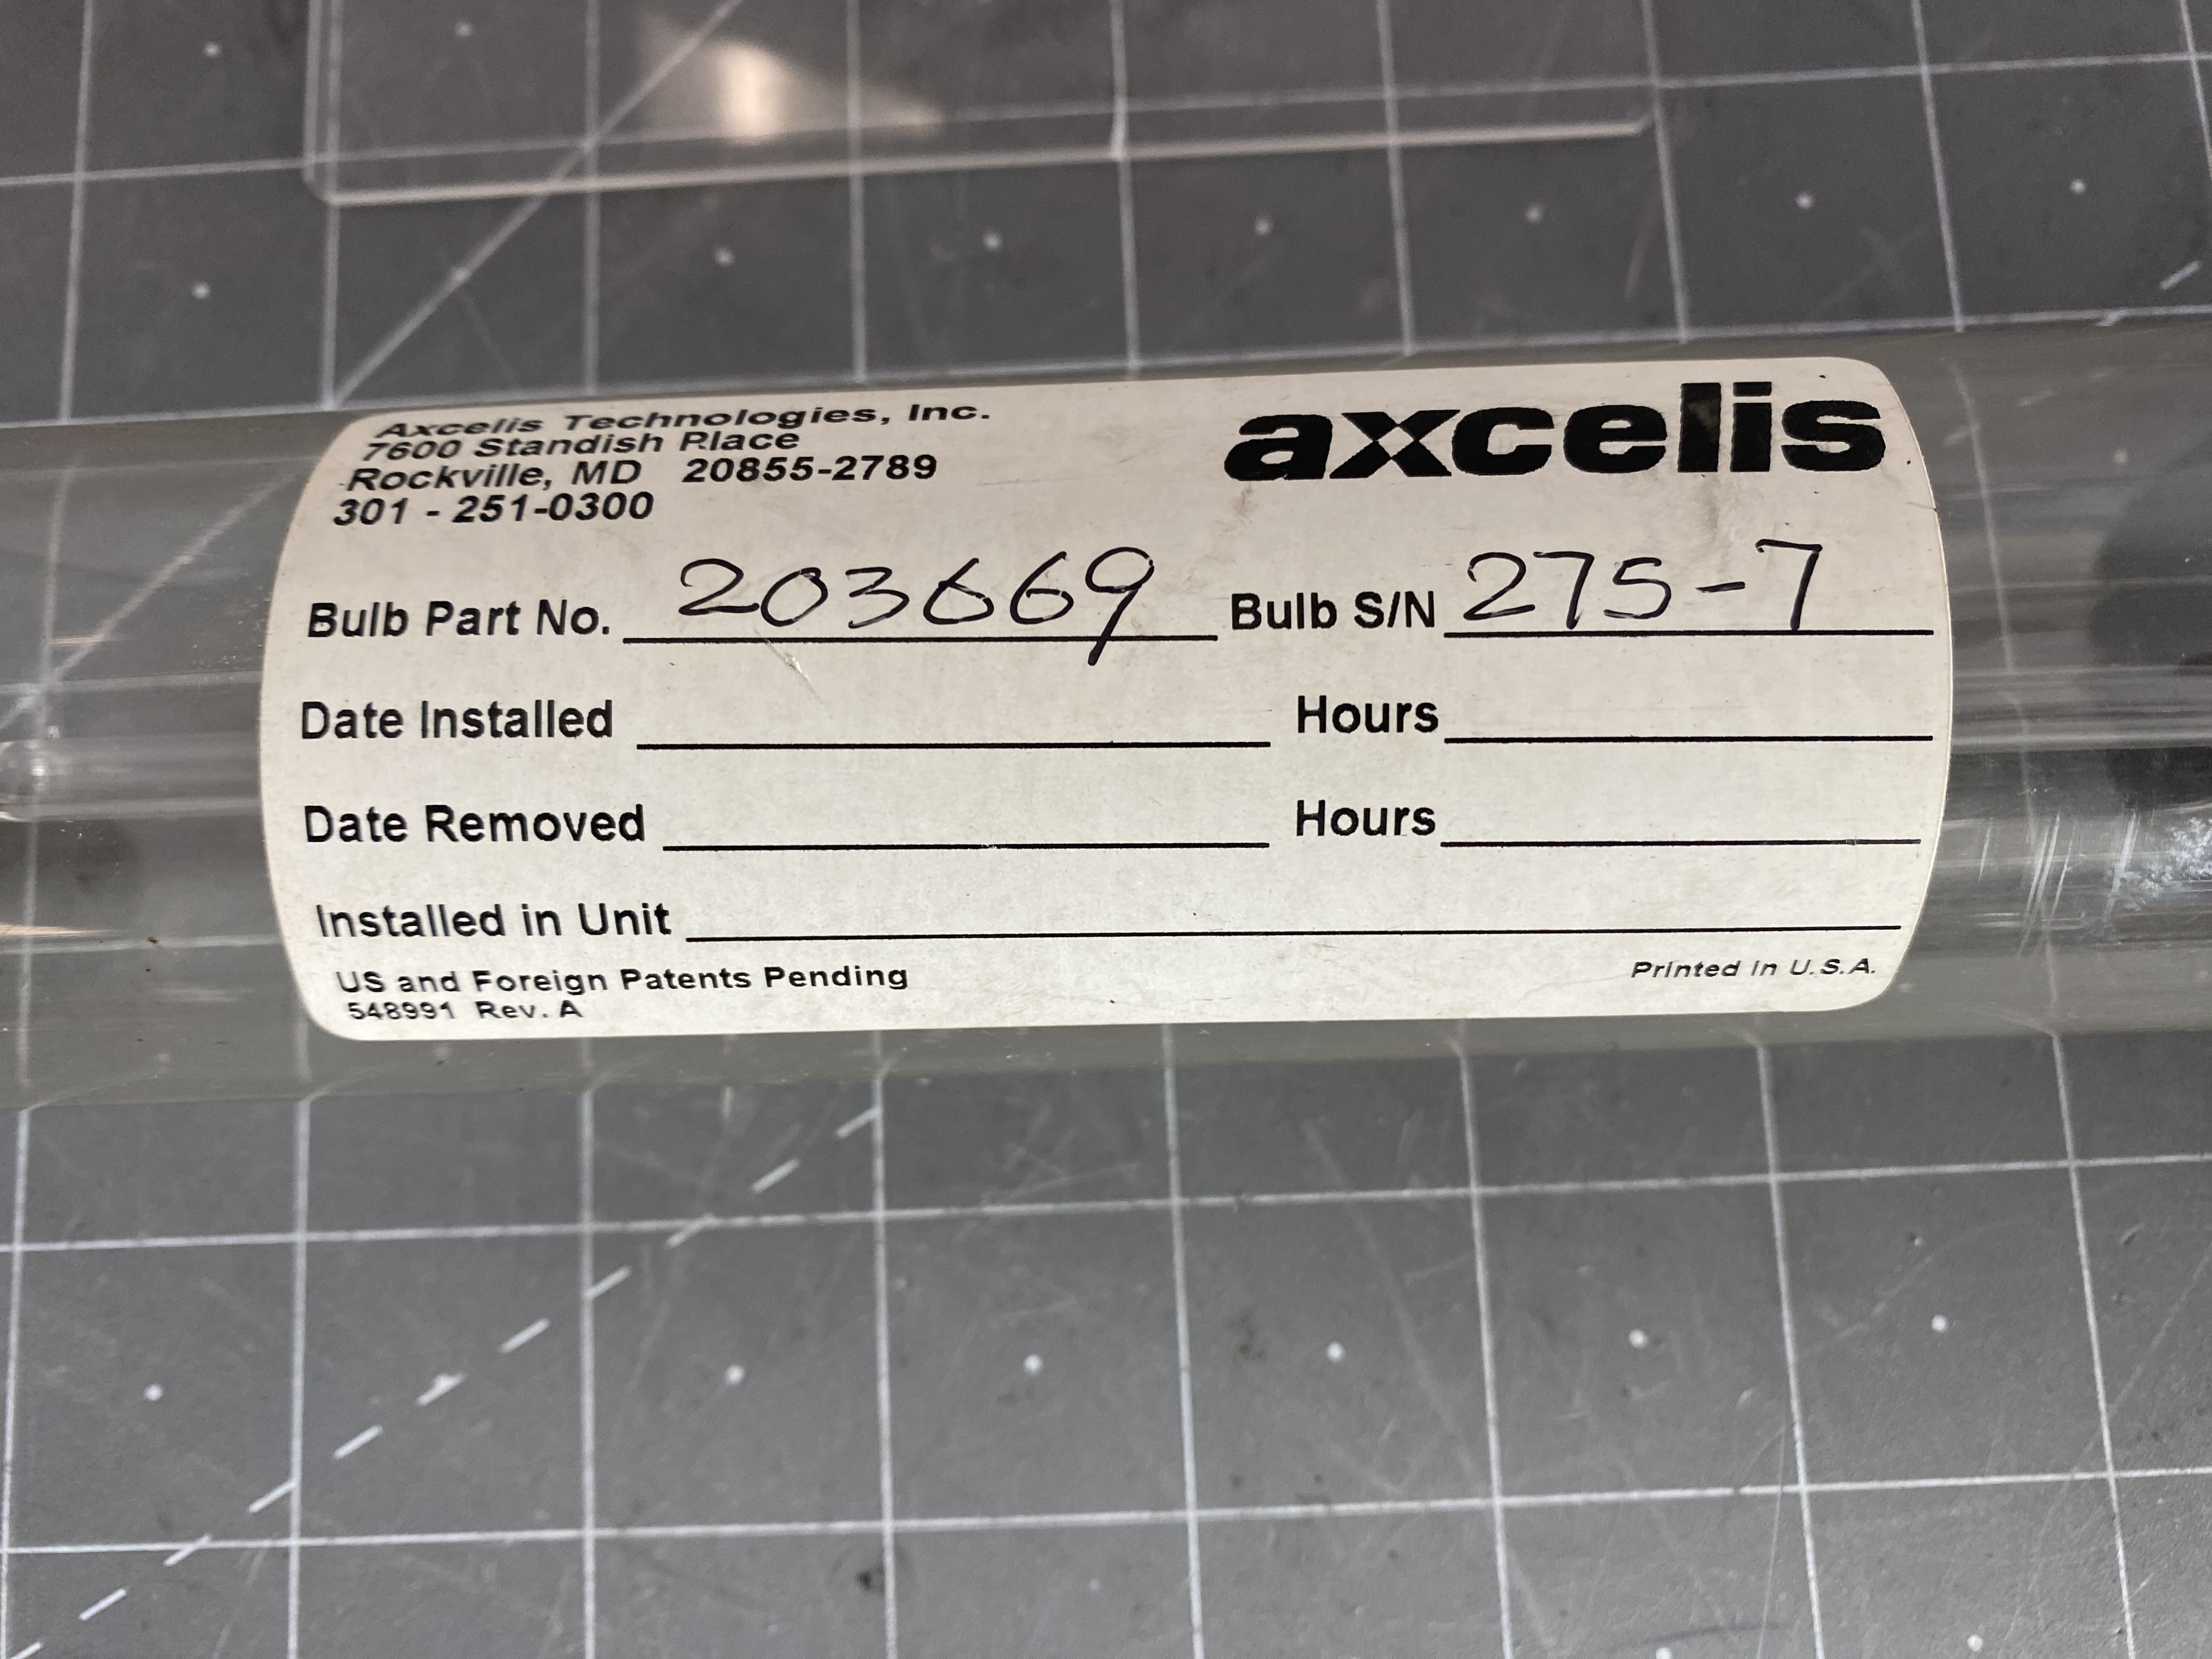 Axcelis Technologies, Inc.
7600 Standish Place
Rockville, MD 20855-2789
301 - 251-0300
axcelis
Bulb Part No. 203669 Bulb S/N 275-7
Date Installed Hours
Date Removed Hours
Installed in Unit
US and Foreign Patents Pending
548991 Rev. A
Printed in U.S.A.